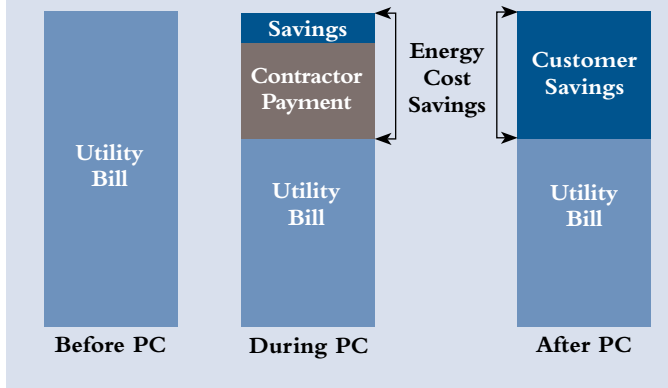 Utility
Bill
Before PC
Savings
Contractor
Payment
Utility
Bill
During PC
Energy
Cost
Savings
Customer
Savings
Utility
Bill
After PC